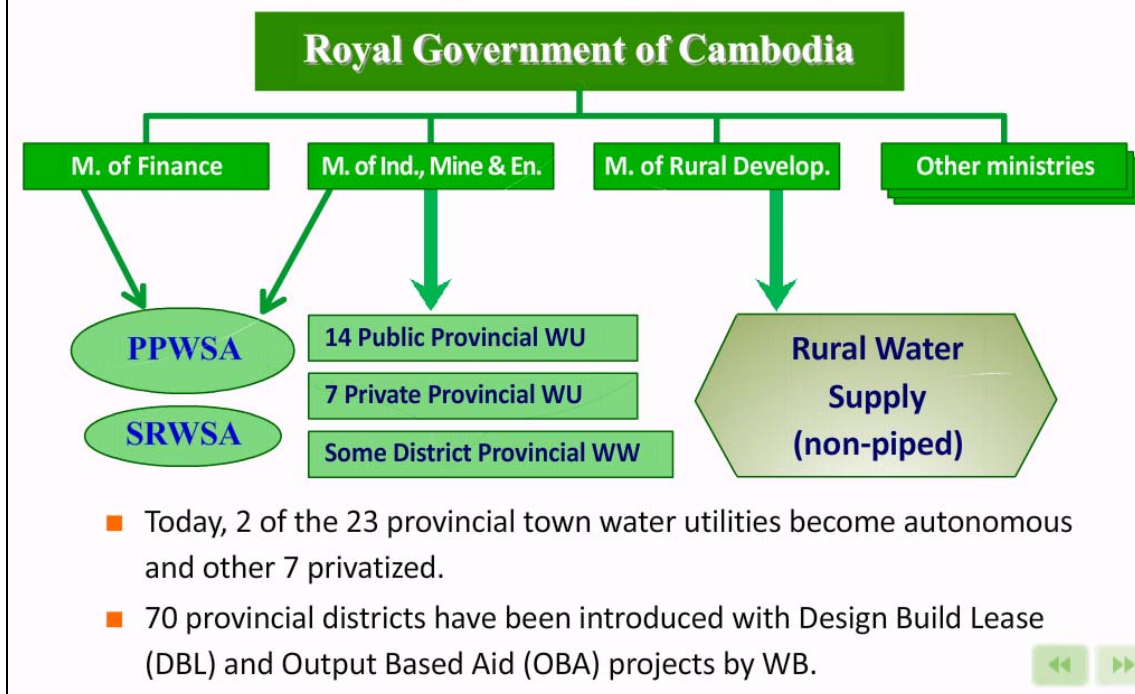 Royal Government of Cambodia
M. of Finance
M. of Ind., Mine & En.
M. of Rural Develop.
Other ministries
PPWSA
SRWSA
14 Public Provincial WU
7 Private Provincial WU
Some District Provincial WW
Rural Water
Supply
(non-piped)
Today, 2 of the 23 provincial town water utilities become autonomous
and other 7 privatized.
70 provincial districts have been introduced with Design Build Lease
(DBL) and Output Based Aid (OBA) projects by WB.